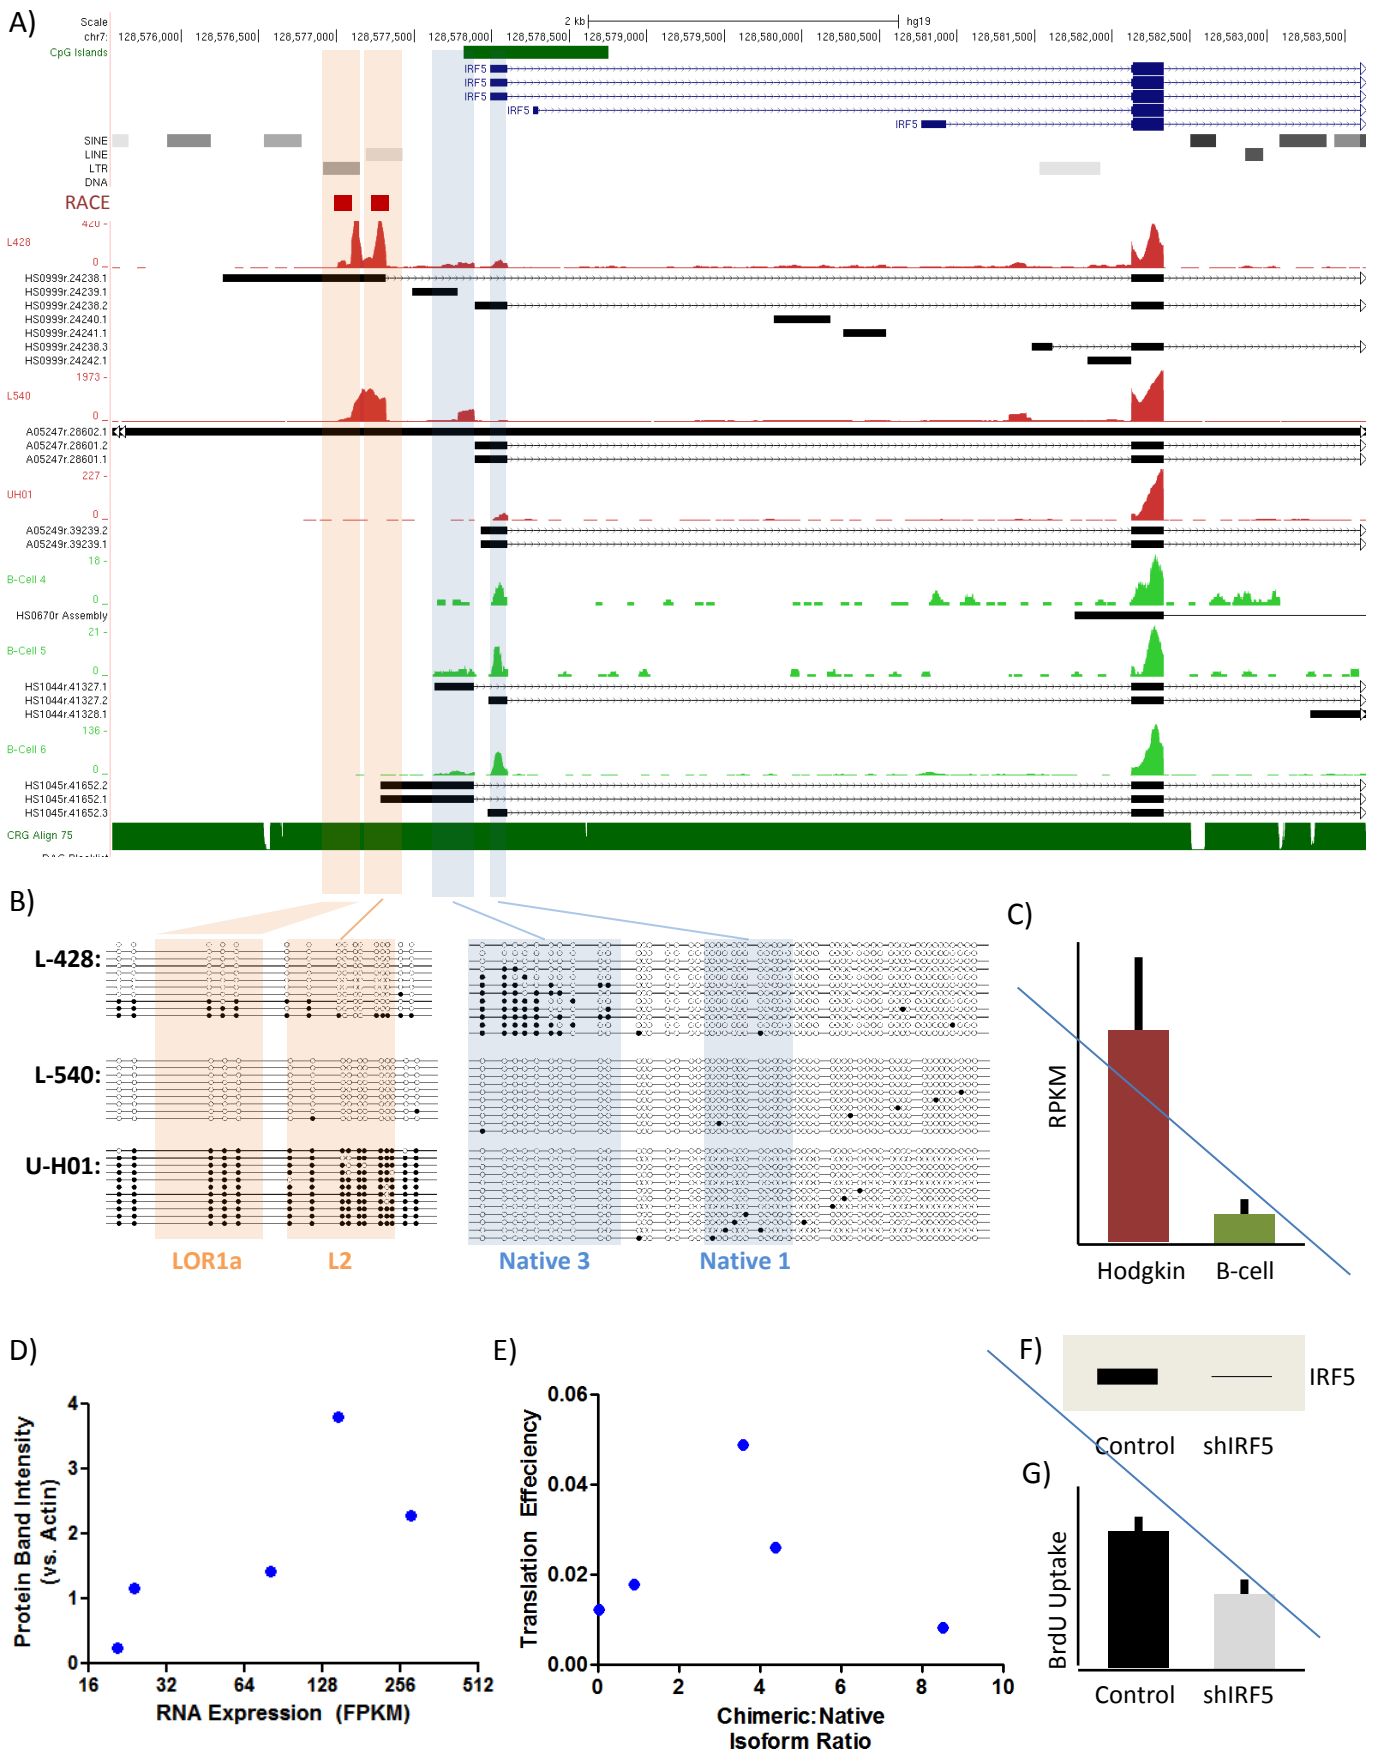 A)
Scale 2 kb hg19
chr7: 128,576,000 128,576,500 128,577,000 128,577,500 128,578,000 128,578,500 128,579,000 128,579,500 128,580,000 128,580,500 128,581,000 128,581,500 128,582,000 128,582,500 128,583,000 128,583,500
CpG Islands
IRF5
IRF5
IRF5
IRF5
IRF5
SINE
LINE
LTR
DNA
RACE
420 -
L428
0 _
HS0999r.24238.1
HS0999r.24239.1
HS0999r.24238.2
HS0999r.24240.1
HS0999r.24241.1
HS0999r.24238.3
HS0999r.24242.1
1973 -
L540
0 _
A05247r.28602.1
A05247r.28601.2
A05247r.28601.1
227 -
UH01
0 _
A05249r.39239.2
A05249r.39239.1
18 -
B-Cell 4
0 _
HS0670r Assembly
21 -
B-Cell 5
0 _
HS1044r.41327.1
HS1044r.41327.2
HS1044r.41328.1
136 -
B-Cell 6
0 _
HS1045r.41652.2
HS1045r.41652.1
HS1045r.41652.3
CRG Align 75
B)
L-428:
L-540:
U-H01:
LOR1a L2 Native 3 Native 1
C)
RPKM
Hodgkin B-cell
D)
Protein Band Intensity
(vs. Actin)
4
3
2
1
0
16 32 64 128 256 512
RNA Expression (FPKM)
E)
Translation Effeciency
0.06
0.04
0.02
0.00
0 2 4 6 8 10
Chimeric:Native
Isoform Ratio
F)
IRF5
Control shIRF5
G)
BrdU Uptake
Control shIRF5